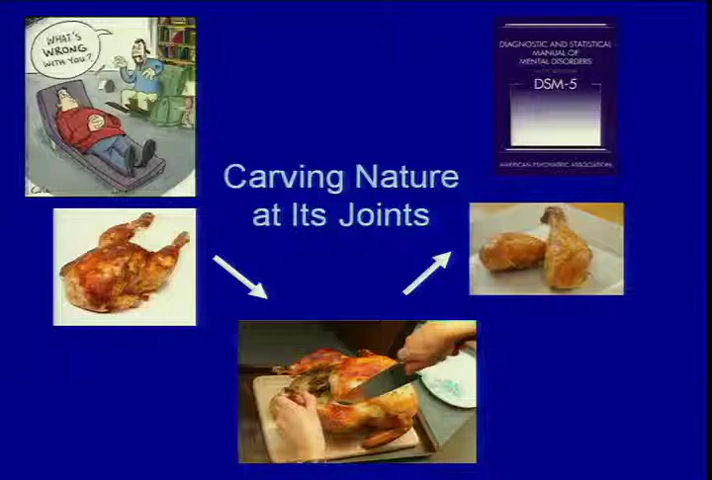 WHAT'S
WRONG
WITH YOU?
Carving Nature
at Its Joints
DIAGNOSTIC AND STATISTICAL
MANUAL OF
MENTAL DISORDERS
DSM-5
AMERICAN PSYCHIATRIC ASSOCIATION